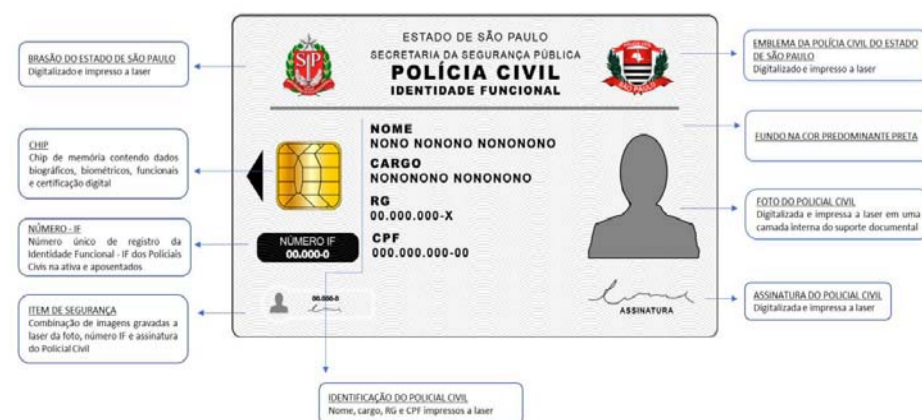 BRASÃO DO ESTADO DE SÃO PAULO
Digitalizado e impresso a laser
CHIP
Chip de memória contendo dados
biográficos, biométricos, funcionais
e certificação digital
NÚMERO - IF
Número único de registro da
Identidade Funcional - IF dos Policiais
Civis na ativa e aposentados
ITEM DE SEGURANÇA
Combinação de imagens gravadas a
laser da foto, número IF e assinatura
do Policial Civil
ESTADO DE SÃO PAULO
SECRETARIA DA SEGURANÇA PÚBLICA
POLÍCIA CIVIL
IDENTIDADE FUNCIONAL
SP
SÃO PAULO
NOME
NONO NONONO NONONONO
CARGO
NONONONO NONONONO
RG
00.000.000-X
CPF
000.000.000-00
NÚMERO IF
00.000-0
00.000-0
ASSINATURA
EMBLEMA DA POLÍCIA CIVIL DO ESTADO
DE SÃO PAULO
Digitalizado e impresso a laser
FUNDO NA COR PREDOMINANTE PRETA
FOTO DO POLICIAL CIVIL
Digitalizada e impressa a laser em uma
camada interna do suporte documental
ASSINATURA DO POLICIAL CIVIL
Digitalizada e impressa a laser
IDENTIFICAÇÃO DO POLICIAL CIVIL
Nome, cargo, RG e CPF impressos a laser